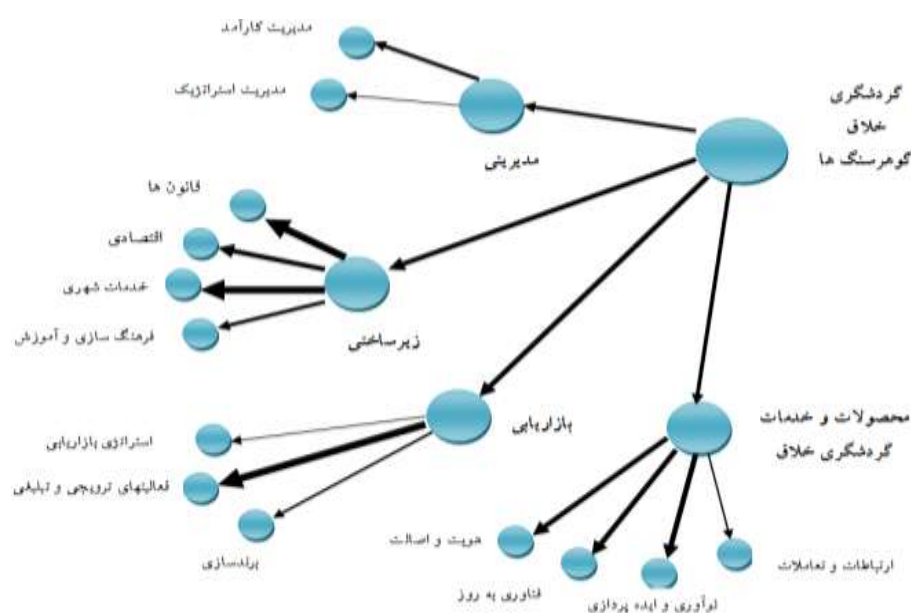 گردشگری
خلاق
گوهرسنگ ها
مدیریتی
مدیریت کارآمد
مدیریت استراتژیک
زیرساختی
قانون ها
اقتصادی
خدمات شهری
فرهنگ سازی و آموزش
بازاریابی
استراتژی بازاریابی
فعالیتهای ترویجی و تبلیغی
برندسازی
محصولات و خدمات
گردشگری خلاق
هویت و اصالت
فناوری به روز
نوآوری و ایده پردازی
ارتباطات و تعاملات